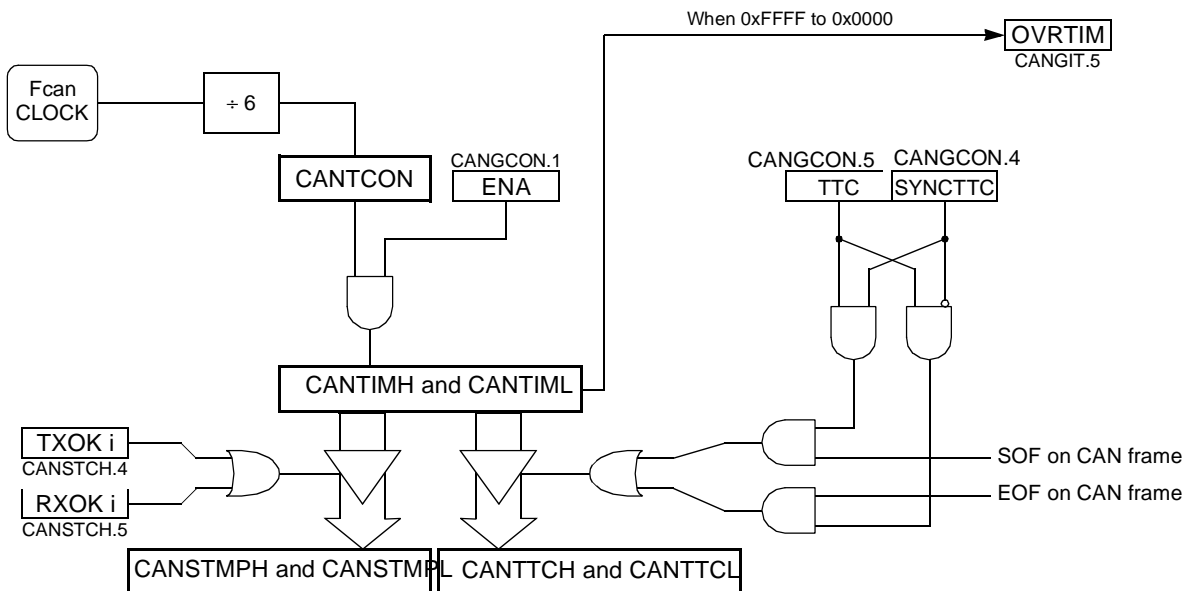 When 0xFFFF to 0x0000
OVRTIM
CANGIT.5
Fcan
CLOCK
÷ 6
CANTCON
CANGCON.1
ENA
CANGCON.5
CANGCON.4
TTC
SYNCTTC
CANTIMH and CANTIML
TXOK i
CANSTCH.4
RXOK i
CANSTCH.5
SOF on CAN frame
EOF on CAN frame
CANSTMPH and CANSTMPL
CANTTCH and CANTTCL